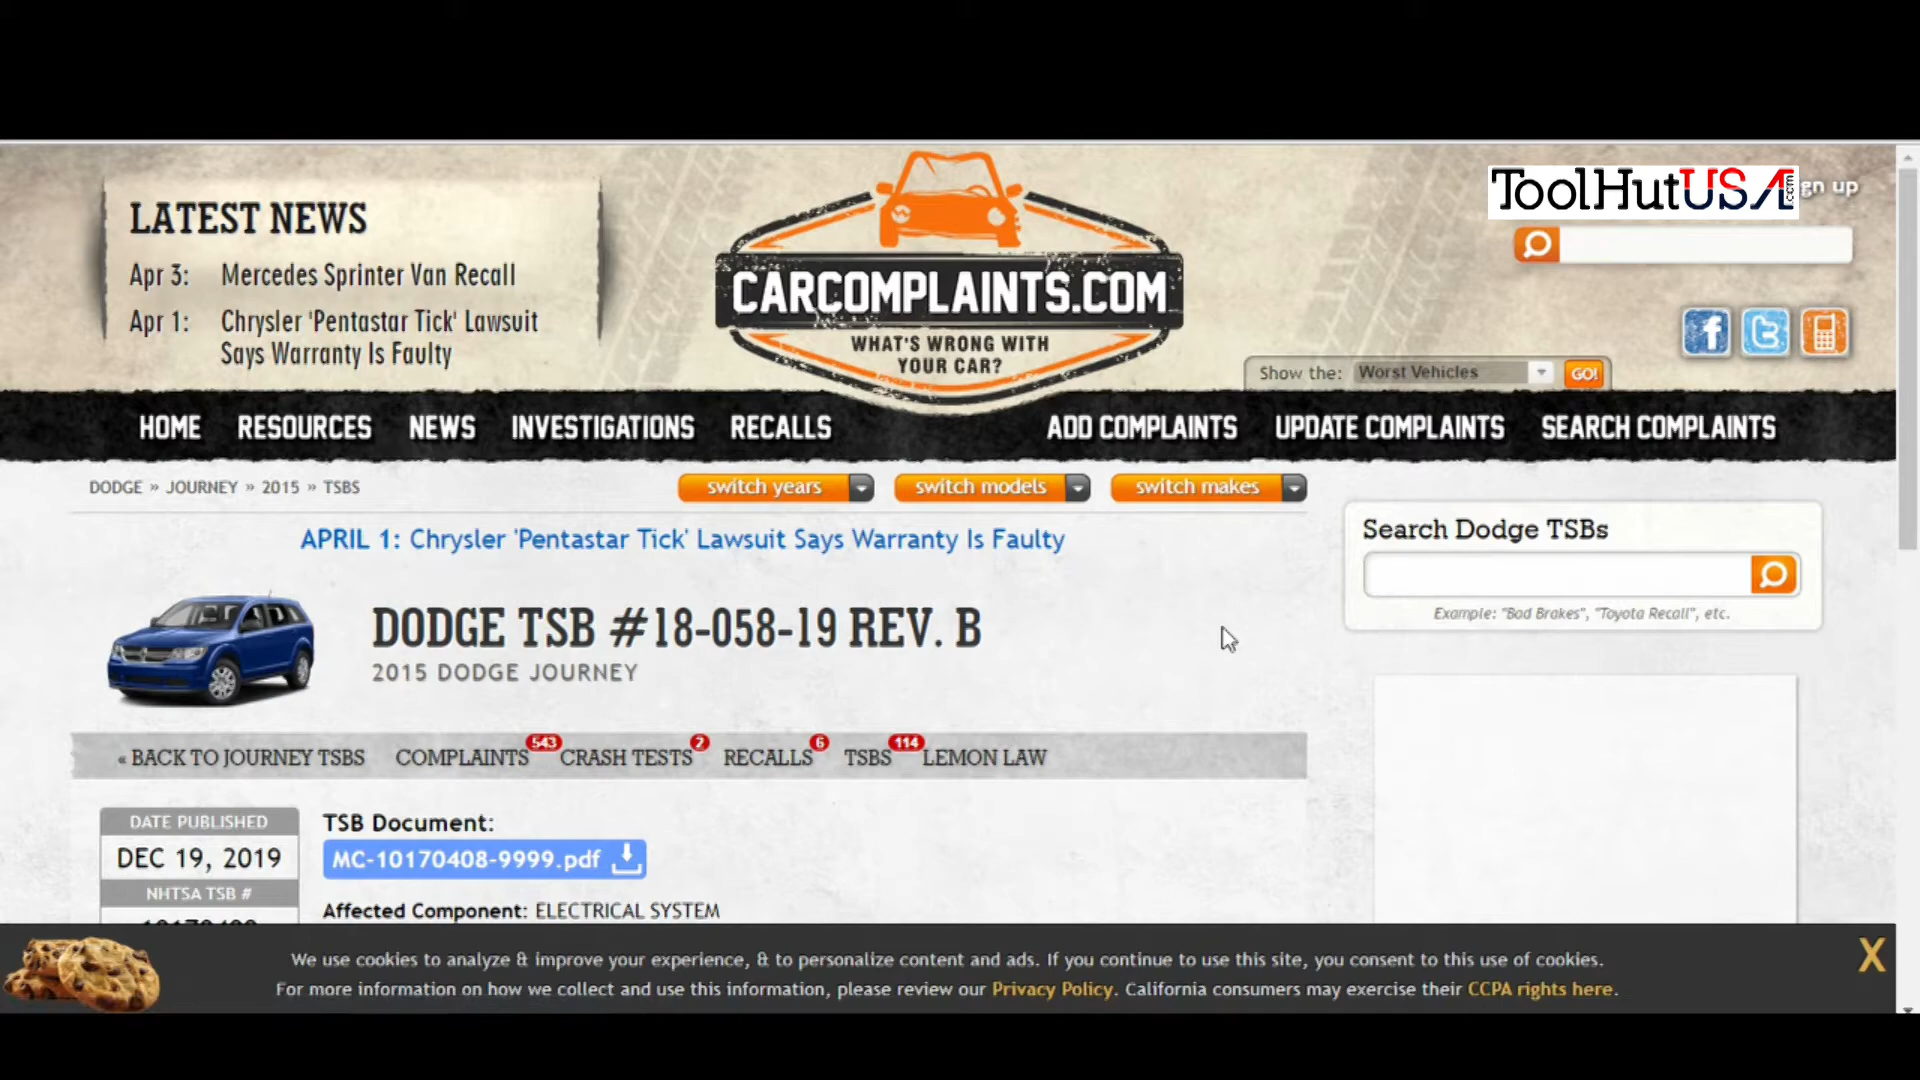 ToolHutUSA.com
gn up
LATEST NEWS
Apr 3: Mercedes Sprinter Van Recall
Apr 1: Chrysler 'Pentastar Tick' Lawsuit
Says Warranty Is Faulty
CARCOMPLAINTS.COM
WHAT'S WRONG WITH
YOUR CAR?
Show the: Worst Vehicles GO!
HOME RESOURCES NEWS INVESTIGATIONS RECALLS ADD COMPLAINTS UPDATE COMPLAINTS SEARCH COMPLAINTS
DODGE » JOURNEY » 2015 » TSBS
switch years switch models switch makes
APRIL 1: Chrysler 'Pentastar Tick' Lawsuit Says Warranty Is Faulty
Search Dodge TSBs
Example: "Bad Brakes", "Toyota Recall", etc.
DODGE TSB #18-058-19 REV. B
2015 DODGE JOURNEY
« BACK TO JOURNEY TSBS COMPLAINTS 543 CRASH TESTS 2 RECALLS 6 TSBS 114 LEMON LAW
DATE PUBLISHED
DEC 19, 2019
NHTSA TSB #
TSB Document:
MC-10170408-9999.pdf
Affected Component: ELECTRICAL SYSTEM
We use cookies to analyze & improve your experience, & to personalize content and ads. If you continue to use this site, you consent to this use of cookies.
For more information on how we collect and use this information, please review our Privacy Policy. California consumers may exercise their CCPA rights here.
X